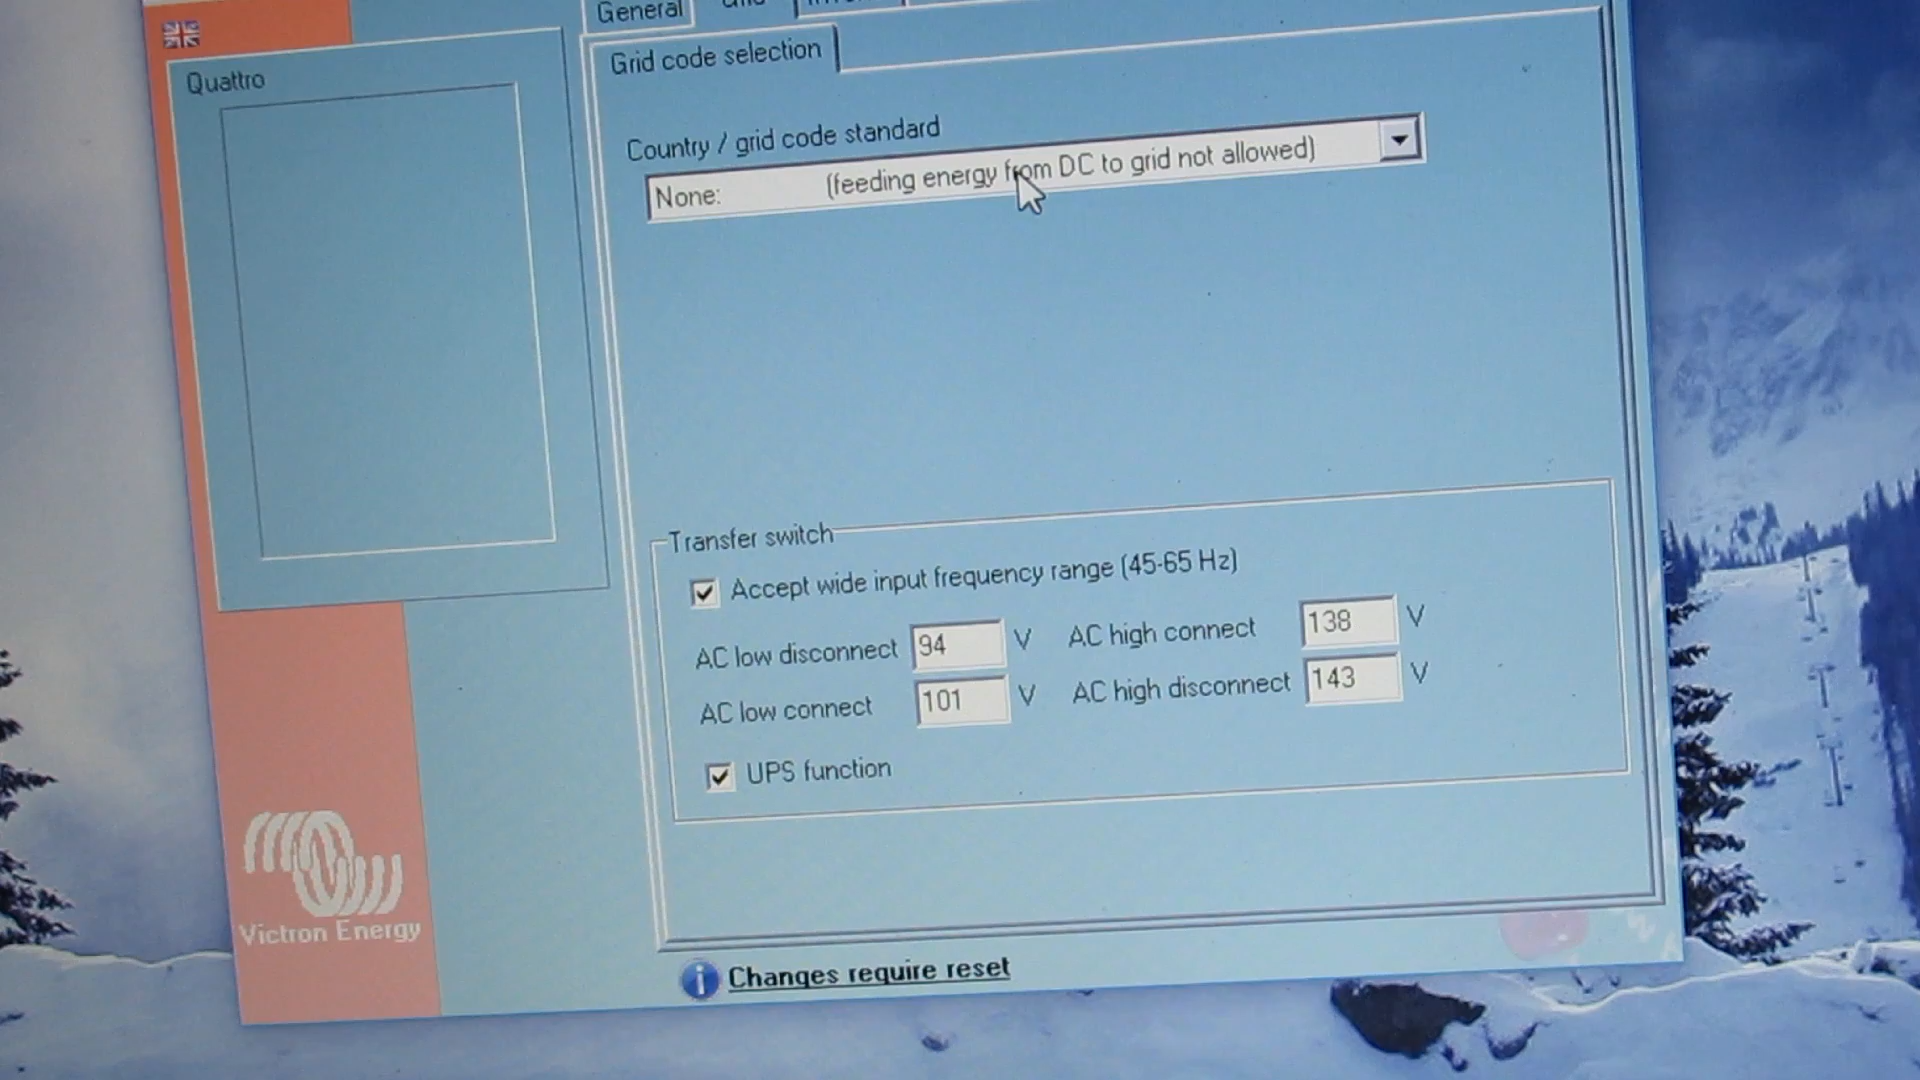 General
Quattro
Grid code selection
Country / grid code standard
None: (feeding energy from DC to grid not allowed)
Transfer switch
Accept wide input frequency range (45-65 Hz)
AC low disconnect 94 V AC high connect 138 V
AC low connect 101 V AC high disconnect 143 V
UPS function
Victron Energy
Changes require reset